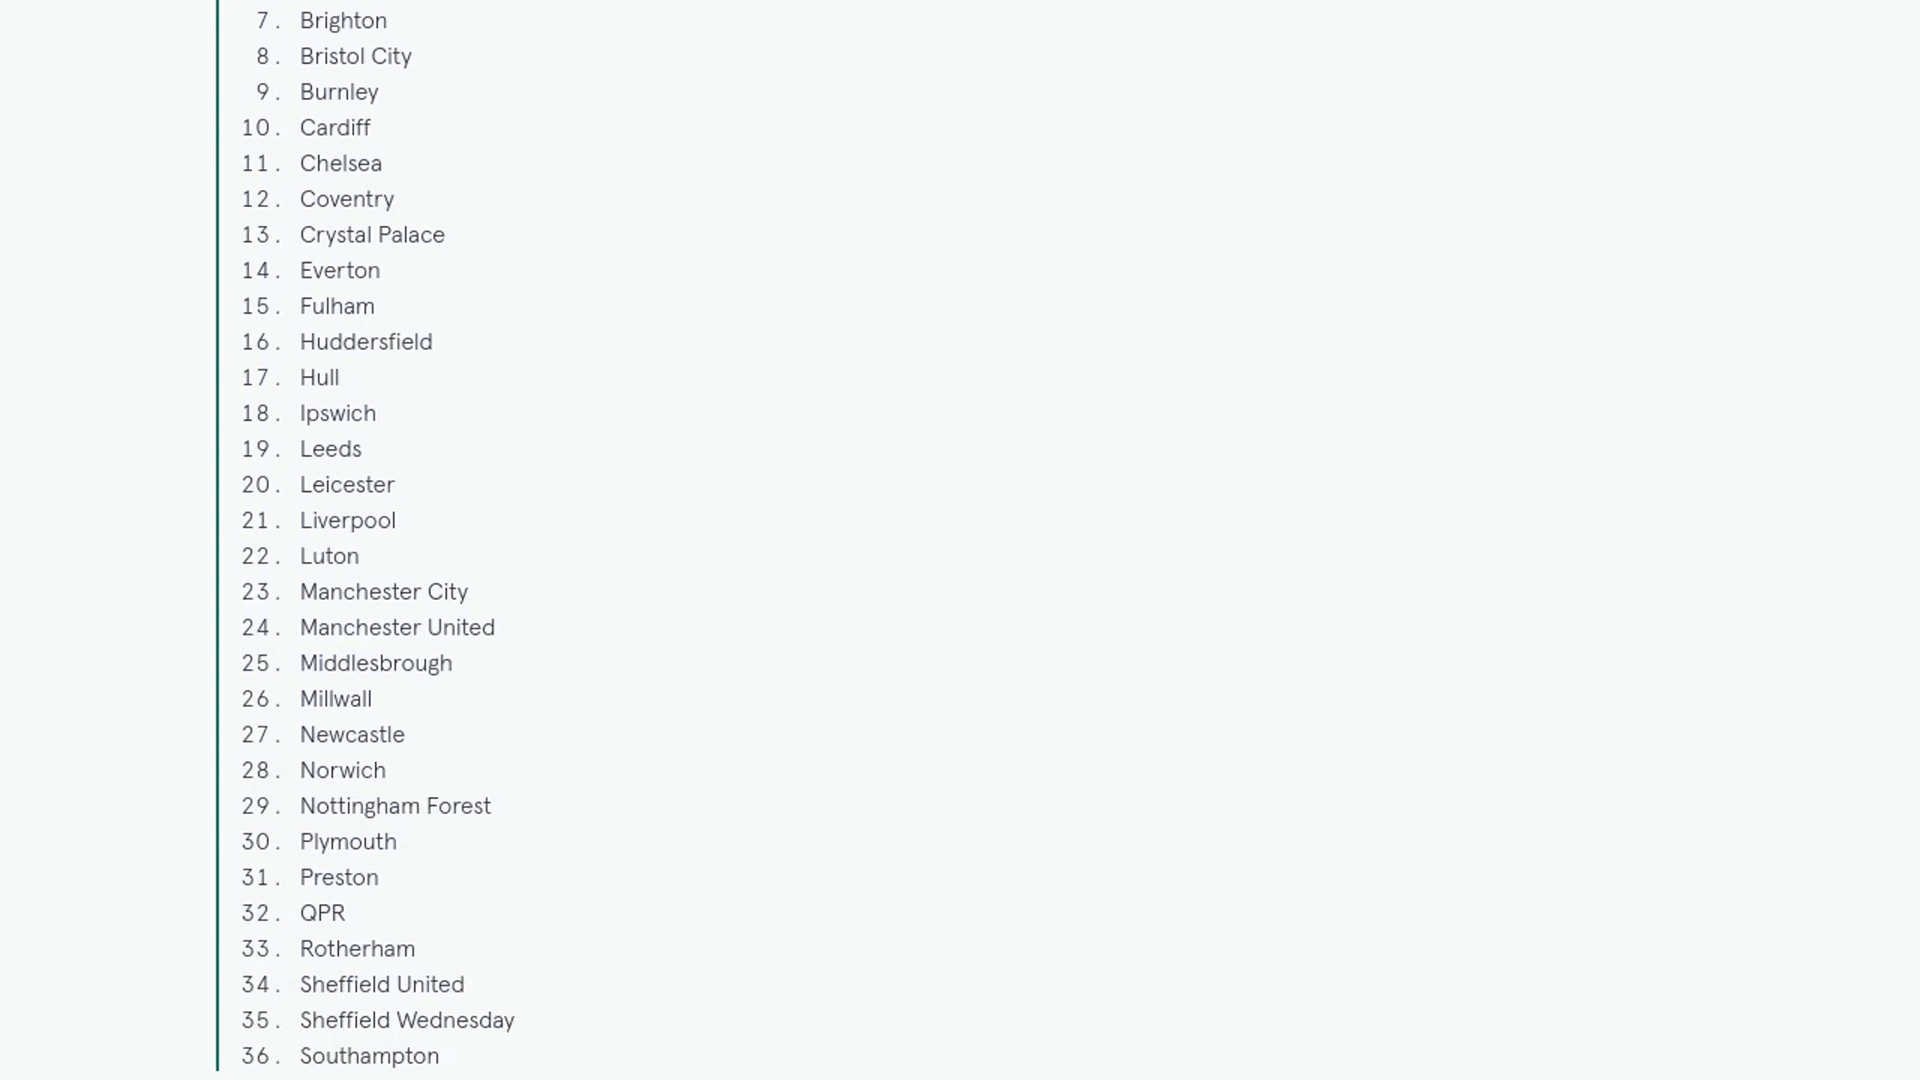 7. Brighton
8. Bristol City
9. Burnley
10. Cardiff
11. Chelsea
12. Coventry
13. Crystal Palace
14. Everton
15. Fulham
16. Huddersfield
17. Hull
18. Ipswich
19. Leeds
20. Leicester
21. Liverpool
22. Luton
23. Manchester City
24. Manchester United
25. Middlesbrough
26. Millwall
27. Newcastle
28. Norwich
29. Nottingham Forest
30. Plymouth
31. Preston
32. QPR
33. Rotherham
34. Sheffield United
35. Sheffield Wednesday
36. Southampton